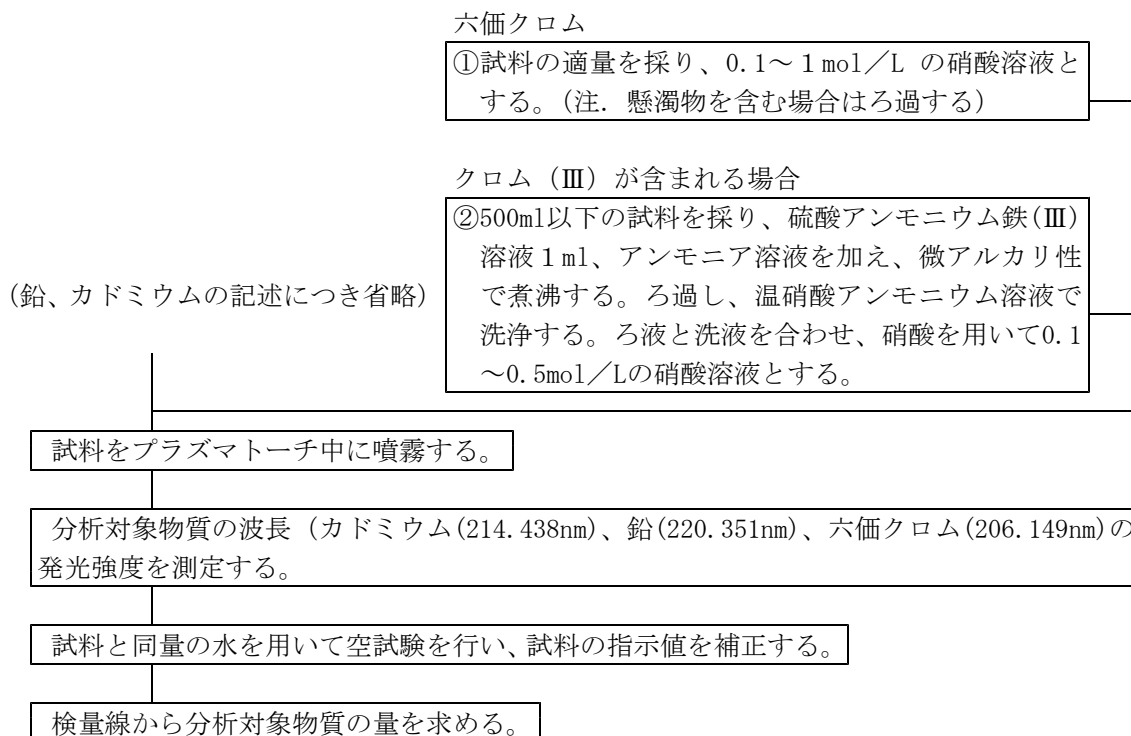 六価クロム
①試料の適量を採り、0.1～１mol／L の硝酸溶液と
する。(注. 懸濁物を含む場合はろ過する)
クロム（Ⅲ）が含まれる場合
②500ml以下の試料を採り、硫酸アンモニウム鉄(Ⅲ)
溶液１ml、アンモニア溶液を加え、微アルカリ性
で煮沸する。ろ過し、温硝酸アンモニウム溶液で
洗浄する。ろ液と洗液を合わせ、硝酸を用いて0.1
～0.5mol／Lの硝酸溶液とする。
(鉛、カドミウムの記述につき省略)
試料をプラズマトーチ中に噴霧する。
分析対象物質の波長（カドミウム(214.438nm)、鉛(220.351nm)、六価クロム(206.149nm)の
発光強度を測定する。
試料と同量の水を用いて空試験を行い、試料の指示値を補正する。
検量線から分析対象物質の量を求める。